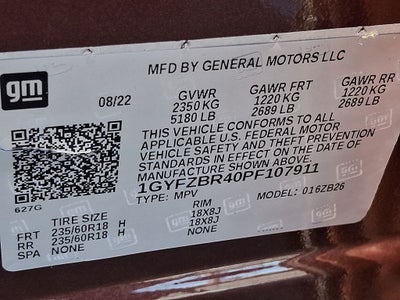 MFD BY GENERAL MOTORS LLC
gm
08/22
GVWR GAWR FRT GAWR RR
2350 KG 1220 KG 1220 KG
5180 LB 2689 LB 2689 LB
THIS VEHICLE CONFORMS TO ALL
APPLICABLE U.S. FEDERAL MOTOR
VEHICLE SAFETY AND THEFT PREVENTION
STANDARDS IN EFFECT ON THE DATE OF
MANUFACTURE SHOWN ABOVE.
1GYFZBR40PF107911
627G
TYPE: MPV MODEL: 016ZB26
TIRE SIZE RIM
FRT 235/60R18 H 18X8J
RR 235/60R18 H 18X8J
SPA NONE NONE